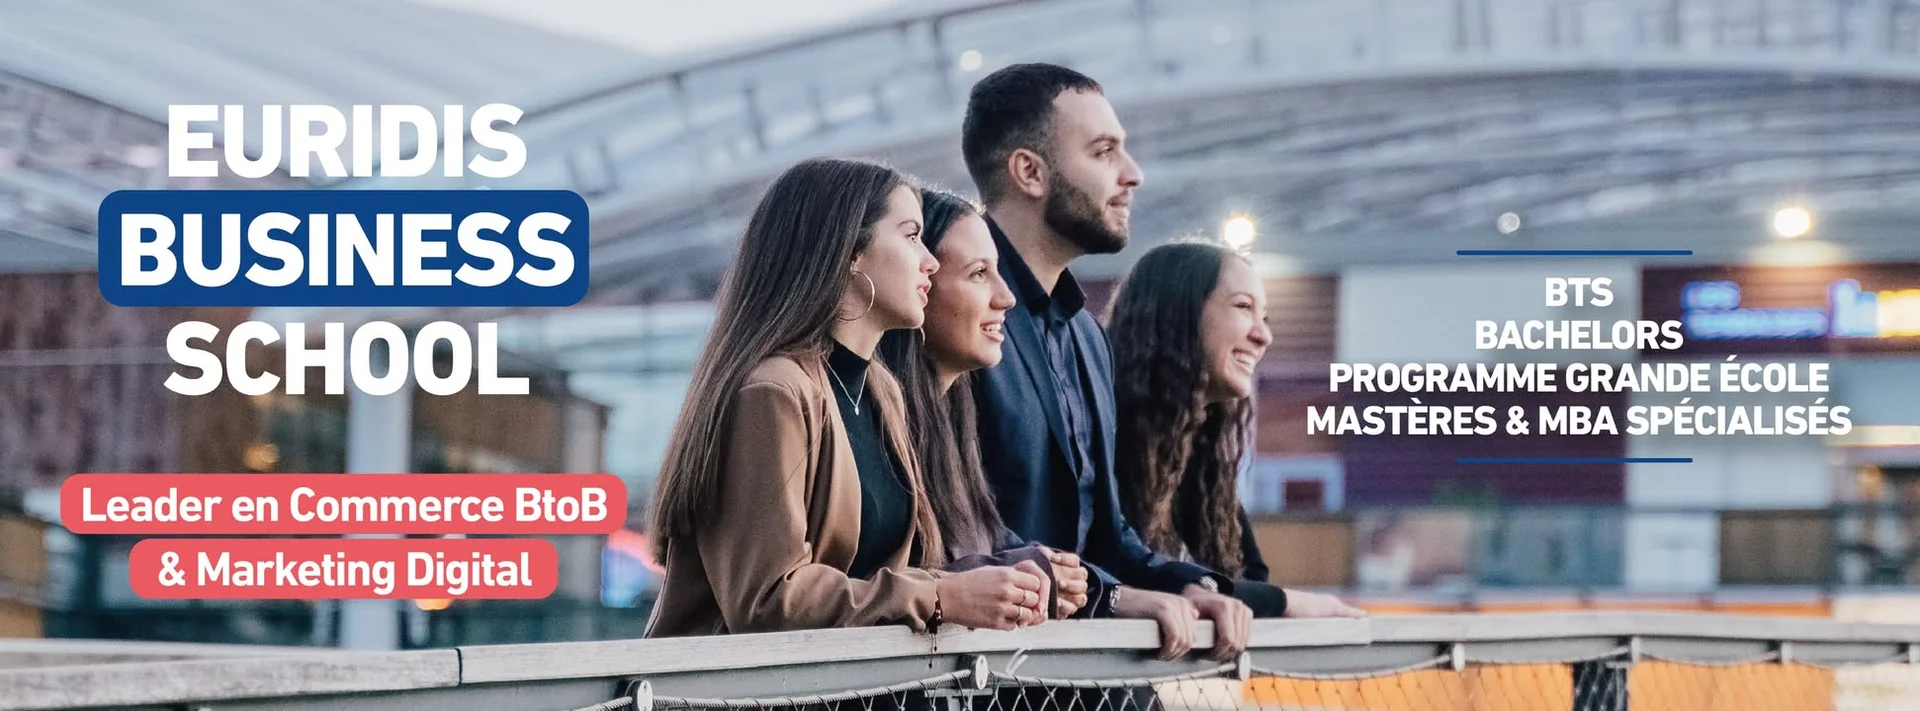 EURIDIS
BUSINESS
SCHOOL
Leader en Commerce BtoB
& Marketing Digital
BTS
BACHELORS
PROGRAMME GRANDE ÉCOLE
MASTÈRES & MBA SPÉCIALISÉS